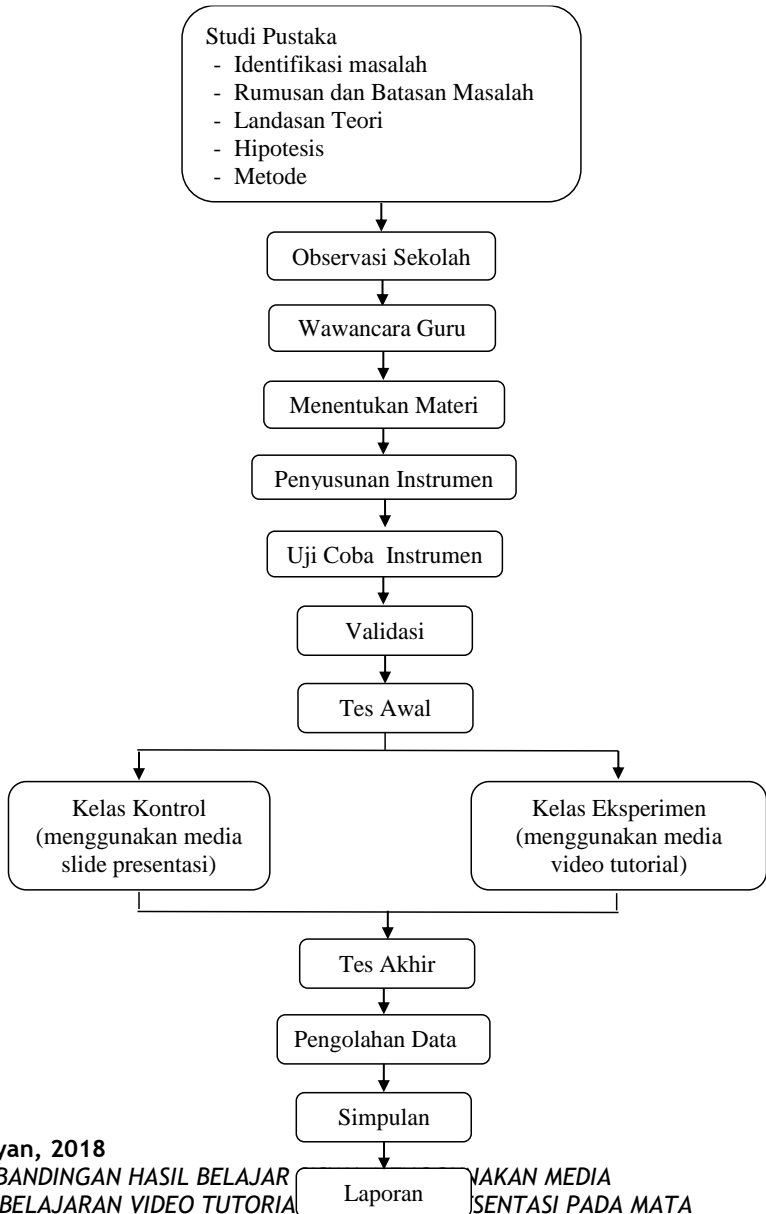 Studi Pustaka
- Identifikasi masalah
- Rumusan dan Batasan Masalah
- Landasan Teori
- Hipotesis
- Metode
Observasi Sekolah
Wawancara Guru
Menentukan Materi
Penyusunan Instrumen
Uji Coba Instrumen
Validasi
Tes Awal
Kelas Kontrol
(menggunakan media
slide presentasi)
Kelas Eksperimen
(menggunakan media
video tutorial)
Tes Akhir
Pengolahan Data
Simpulan
Laporan
yan, 2018
BANDINGAN HASIL BELAJAR NAKAN MEDIA
BELAJARAN VIDEO TUTORIA SENTASI PADA MATA